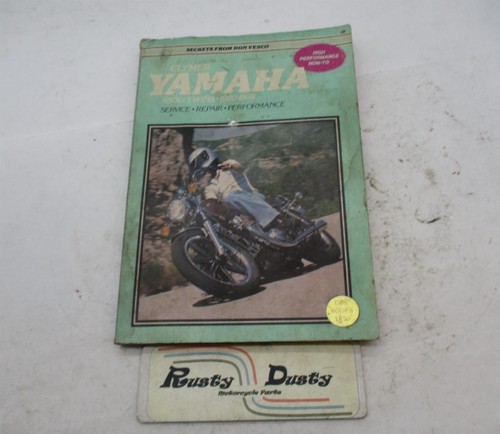 SECRETS FROM DON VESCO
HIGH
PERFORMANCE
HOW-TO
CLYMER
YAMAHA
SERVICE • REPAIR • PERFORMANCE
Rusty Dusty
Motorcycle Parts